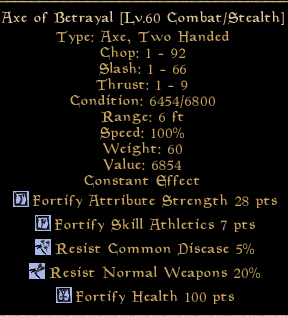 Axe of Betrayal [Lv.60 Combat/Stealth]
Type: Axe, Two Handed
Chop: 1 - 92
Slash: 1 - 66
Thrust: 1 - 9
Condition: 6454/6800
Range: 6 ft
Speed: 100%
Weight: 60
Value: 6854
Constant Effect
Fortify Attribute Strength 28 pts
Fortify Skill Athletics 7 pts
Resist Common Disease 5%
Resist Normal Weapons 20%
Fortify Health 100 pts